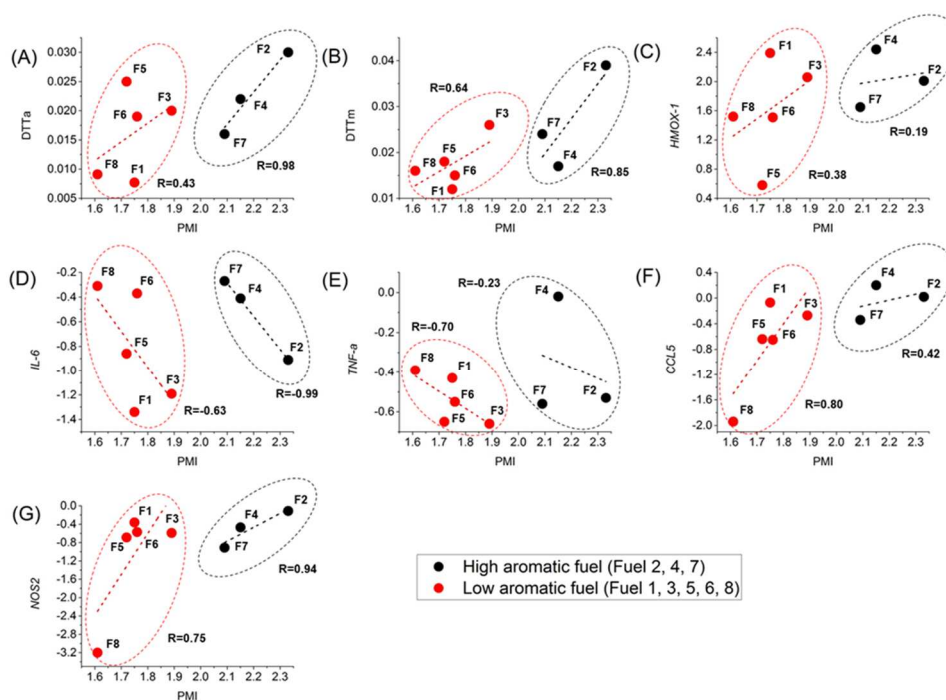 (A)
0.030
0.025
0.020
0.015
0.010
0.005
DTTa
F5
F3
F6
F8
F1
R=0.43
F2
F4
F7
R=0.98
1.6 1.7 1.8 1.9 2.0 2.1 2.2 2.3
PMI
(B)
0.04
0.03
0.02
0.01
DTTm
R=0.64
F3
F5
F8
F6
F1
F2
F7
F4
R=0.85
1.6 1.7 1.8 1.9 2.0 2.1 2.2 2.3
PMI
(C)
2.4
2.0
1.6
1.2
0.8
0.4
HMOX-1
F1
F3
F8
F6
F5
R=0.38
F4
F2
F7
R=0.19
1.6 1.7 1.8 1.9 2.0 2.1 2.2 2.3
PMI
(D)
-0.2
-0.4
-0.6
-0.8
-1.0
-1.2
-1.4
IL-6
F8
F6
F5
F3
F1
R=-0.63
F7
F4
F2
R=-0.99
1.6 1.7 1.8 1.9 2.0 2.1 2.2 2.3
PMI
(E)
0.0
-0.2
-0.4
-0.6
TNF-a
R=-0.23
R=-0.70
F8
F1
F6
F5
F3
F4
F7
F2
1.6 1.7 1.8 1.9 2.0 2.1 2.2 2.3
PMI
(F)
0.4
0.0
-0.4
-0.8
-1.2
-1.6
-2.0
CCL5
F1
F3
F5
F6
F8
R=0.80
F4
F2
F7
R=0.42
1.6 1.7 1.8 1.9 2.0 2.1 2.2 2.3
PMI
(G)
0.0
-0.4
-0.8
-1.2
-1.6
-2.0
-2.4
-2.8
-3.2
NOS2
F1
F3
F5
F6
F8
R=0.75
F2
F4
F7
R=0.94
1.6 1.7 1.8 1.9 2.0 2.1 2.2 2.3
PMI
High aromatic fuel (Fuel 2, 4, 7)
Low aromatic fuel (Fuel 1, 3, 5, 6, 8)